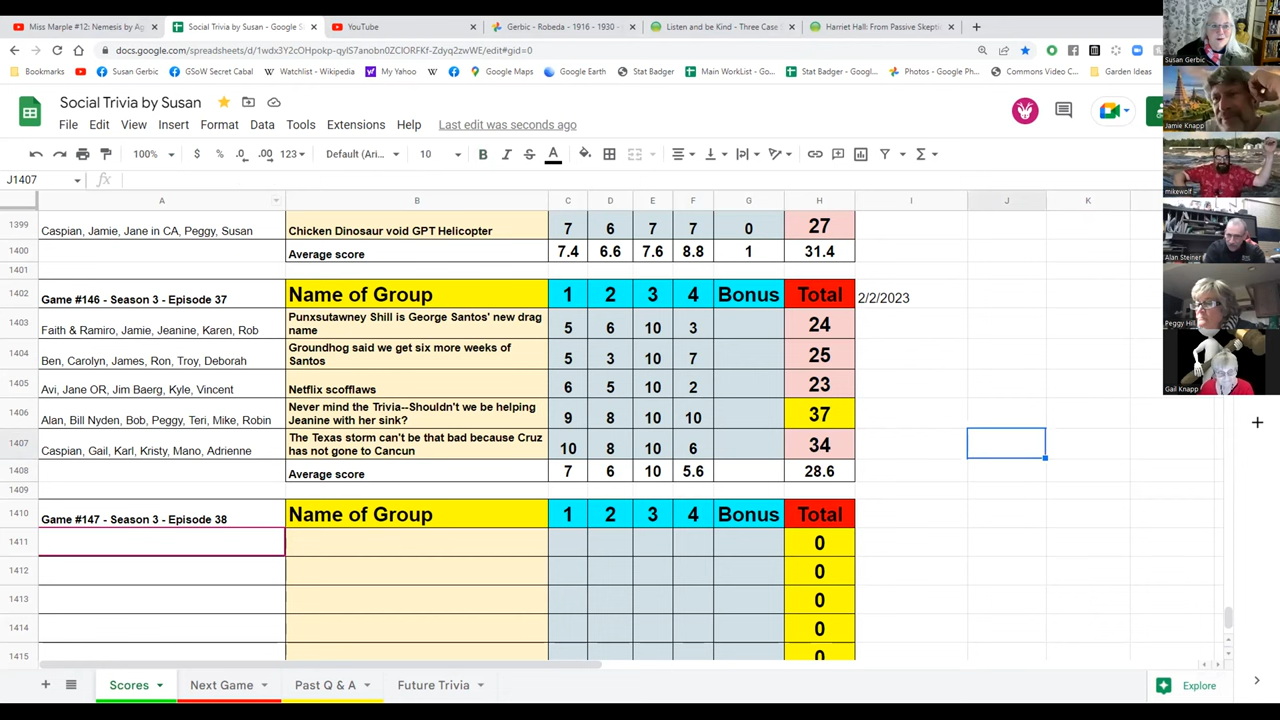 Miss Marple #12: Nemesis by Ag
Social Trivia by Susan - Google S
YouTube
Gerbic - Robeda - 1916 - 1930 -
Listen and be Kind - Three Case
Harriet Hall: From Passive Skepti
docs.google.com/spreadsheets/d/1wdx3Y2cOHpokp-qyIS7anobn0ZCIORFKf-Zdyq2zwWE/edit#gid=0
Bookmarks
Susan Gerbic
GSoW Secret Cabal
Watchlist - Wikipedia
My Yahoo
Google Maps
Google Earth
Stat Badger
Main WorkList - Go...
Stat Badger - Goo...
Photos - Google Ph...
Commons Video C...
Garden Ideas
Social Trivia by Susan
File Edit View Insert Format Data Tools Extensions Help Last edit was seconds ago
100% $ % .0 .00 123 Default (Ari... 10 B
J1407 fx
A B C D E F G H I J K
1399 Caspian, Jamie, Jane in CA, Peggy, Susan Chicken Dinosaur void GPT Helicopter 7 6 7 7 0 27
1400 Average score 7.4 6.6 7.6 8.8 1 31.4
1401
1402 Game #146 - Season 3 - Episode 37 Name of Group 1 2 3 4 Bonus Total 2/2/2023
1403 Faith & Ramiro, Jamie, Jeanine, Karen, Rob Punxsutawney Shill is George Santos' new drag
name 5 6 10 3 24
1404 Ben, Carolyn, James, Ron, Troy, Deborah Groundhog said we get six more weeks of
Santos 5 3 10 7 25
1405 Avi, Jane OR, Jim Baerg, Kyle, Vincent Netflix scofflaws 6 5 10 2 23
1406 Alan, Bill Nyden, Bob, Peggy, Teri, Mike, Robin Never mind the Trivia--Shouldn't we be helping
Jeanine with her sink? 9 8 10 10 37
1407 Caspian, Gail, Karl, Kristy, Mano, Adrienne The Texas storm can't be that bad because Cruz
has not gone to Cancun 10 8 10 6 34
1408 Average score 7 6 10 5.6 28.6
1409
1410 Game #147 - Season 3 - Episode 38 Name of Group 1 2 3 4 Bonus Total
1411 0
1412 0
1413 0
1414 0
1415 0
Scores
Next Game
Past Q & A
Future Trivia
Explore
Susan Gerbic
Jamie Knapp
mikewolf
Alan Steiner
Peggy Hill
Gail Knapp